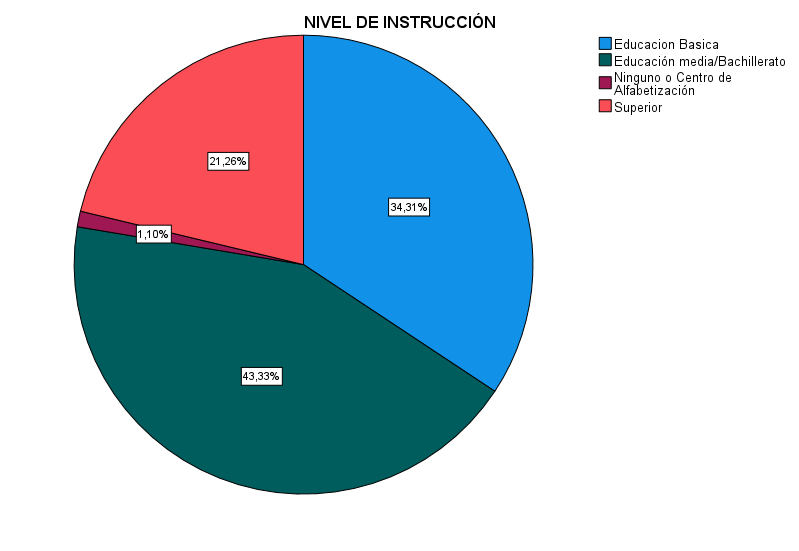 NIVEL DE INSTRUCCIÓN
Educacion Basica
Educación media/Bachillerato
Ninguno o Centro de
Alfabetización
Superior
21,26%
34,31%
1,10%
43,33%